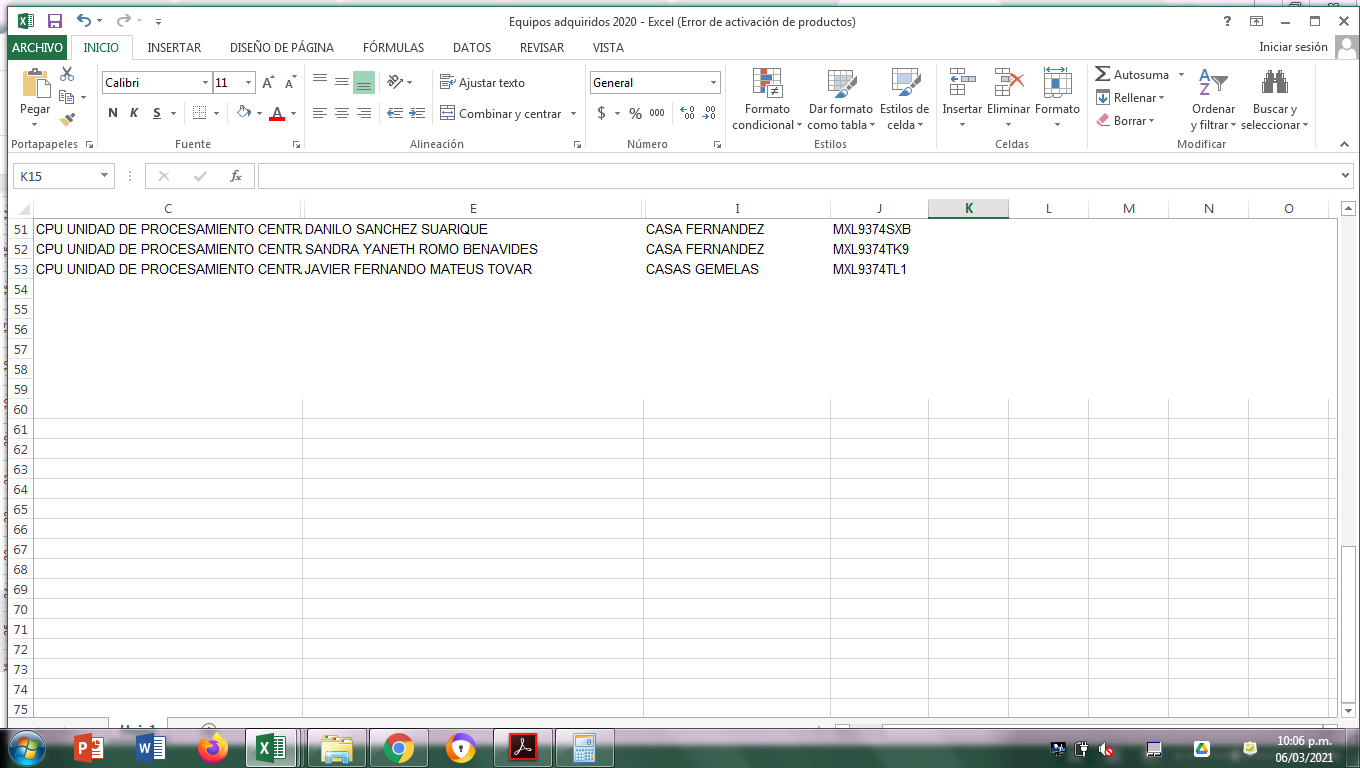 Equipos adquiridos 2020 - Excel (Error de activación de productos)
ARCHIVO INICIO INSERTAR DISEÑO DE PÁGINA FÓRMULAS DATOS REVISAR VISTA Iniciar sesión
Calibri 11 Ajustar texto General Autosuma
Rellenar
Pegar N K S A Combinar y centrar $ % 000 Formato condicional Dar formato como tabla Estilos de celda Insertar Eliminar Formato Borrar Ordenar y filtrar Buscar y seleccionar
Portapapeles Fuente Alineación Número Estilos Celdas Modificar
K15 fx
C E I J K L M N O
51 CPU UNIDAD DE PROCESAMIENTO CENTR DANILO SANCHEZ SUARIQUE CASA FERNANDEZ MXL9374SXB
52 CPU UNIDAD DE PROCESAMIENTO CENTR SANDRA YANETH ROMO BENAVIDES CASA FERNANDEZ MXL9374TK9
53 CPU UNIDAD DE PROCESAMIENTO CENTR JAVIER FERNANDO MATEUS TOVAR CASAS GEMELAS MXL9374TL1
54
55
56
57
58
59
60
61
62
63
64
65
66
67
68
69
70
71
72
73
74
75
10:06 p.m.
06/03/2021